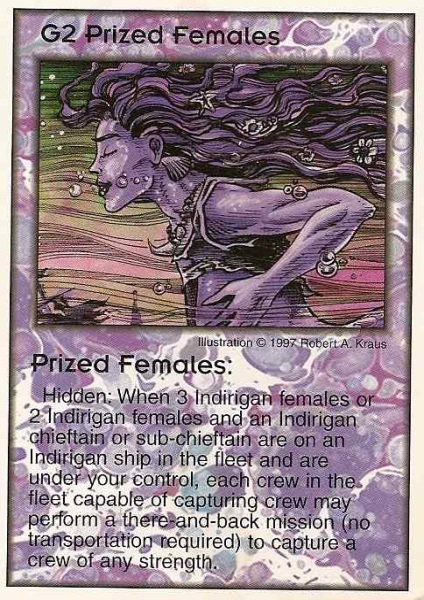 G2 Prized Females
Illustration © 1997 Robert A. Kraus
Prized Females:
Hidden: When 3 Indirigan females or
2 Indirigan females and an Indirigan
chieftain or sub-chieftain are on an
Indirigan ship in the fleet and are
under your control, each crew in the
fleet capable of capturing crew may
perform a there-and-back mission (no
transportation required) to capture a
crew of any strength.